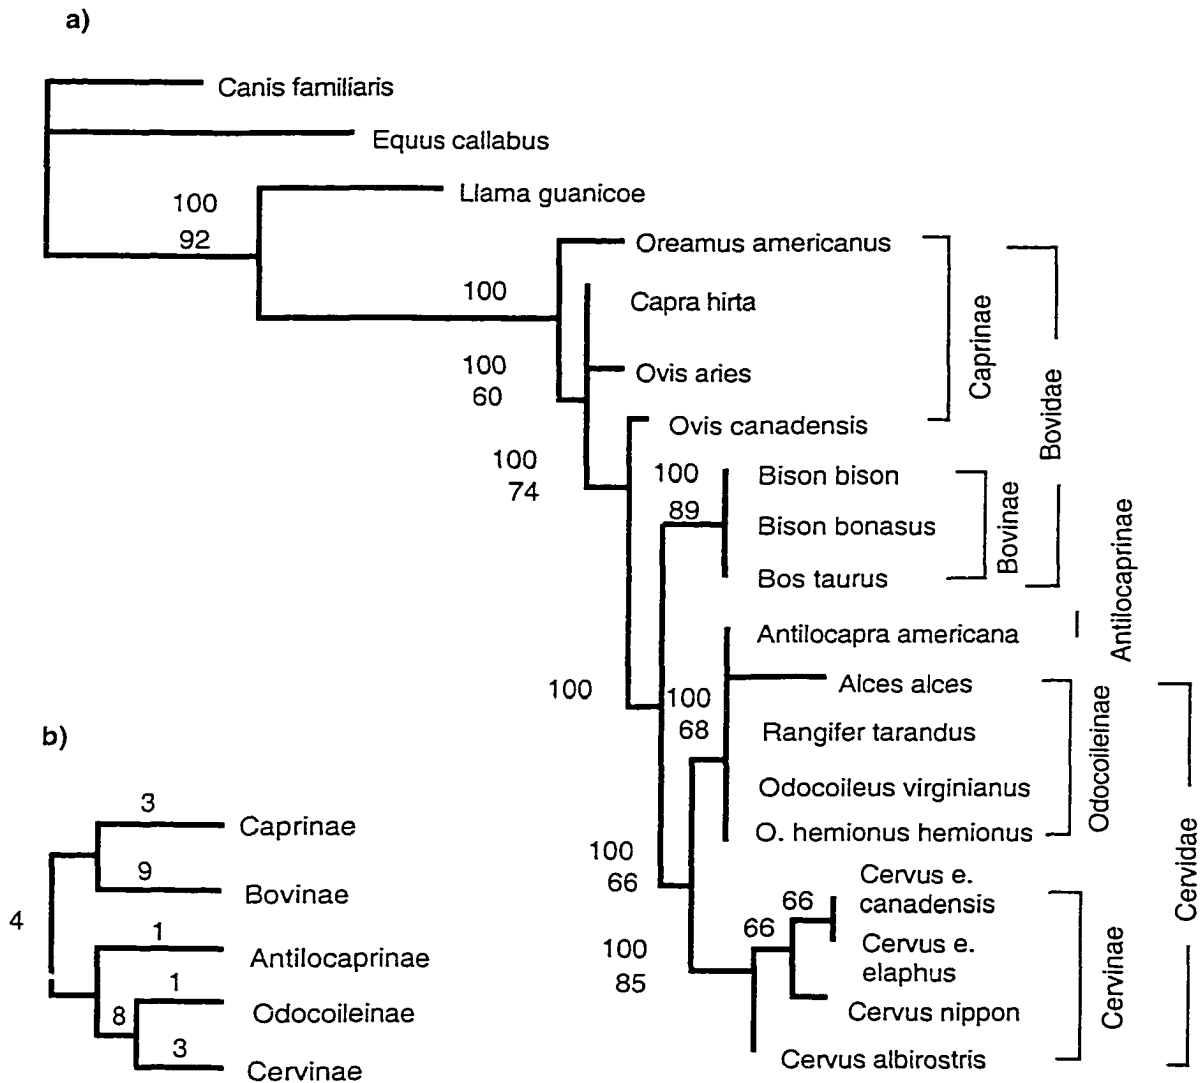 a)
Canis familiaris
Equus callabus
Llama guanicoe
100
92
Oreamus americanus
100
Capra hirta
Caprinae
100
60
Ovis aries
Bovidae
Ovis canadensis
100
74
100
89
Bison bison
Bison bonasus
Bos taurus
Bovinae
Antilocapra americana
Antilocaprinae
100
100
68
Alces alces
Rangifer tarandus
Odocoileus virginianus
O. hemionus hemionus
Odocoileinae
Cervidae
100
66
66
66
Cervus e.
canadensis
Cervus e.
elaphus
100
85
Cervus nippon
Cervus albirostris
Cervinae
b)
3
Caprinae
9
Bovinae
4
1
Antilocaprinae
1
8
Odocoileinae
3
Cervinae